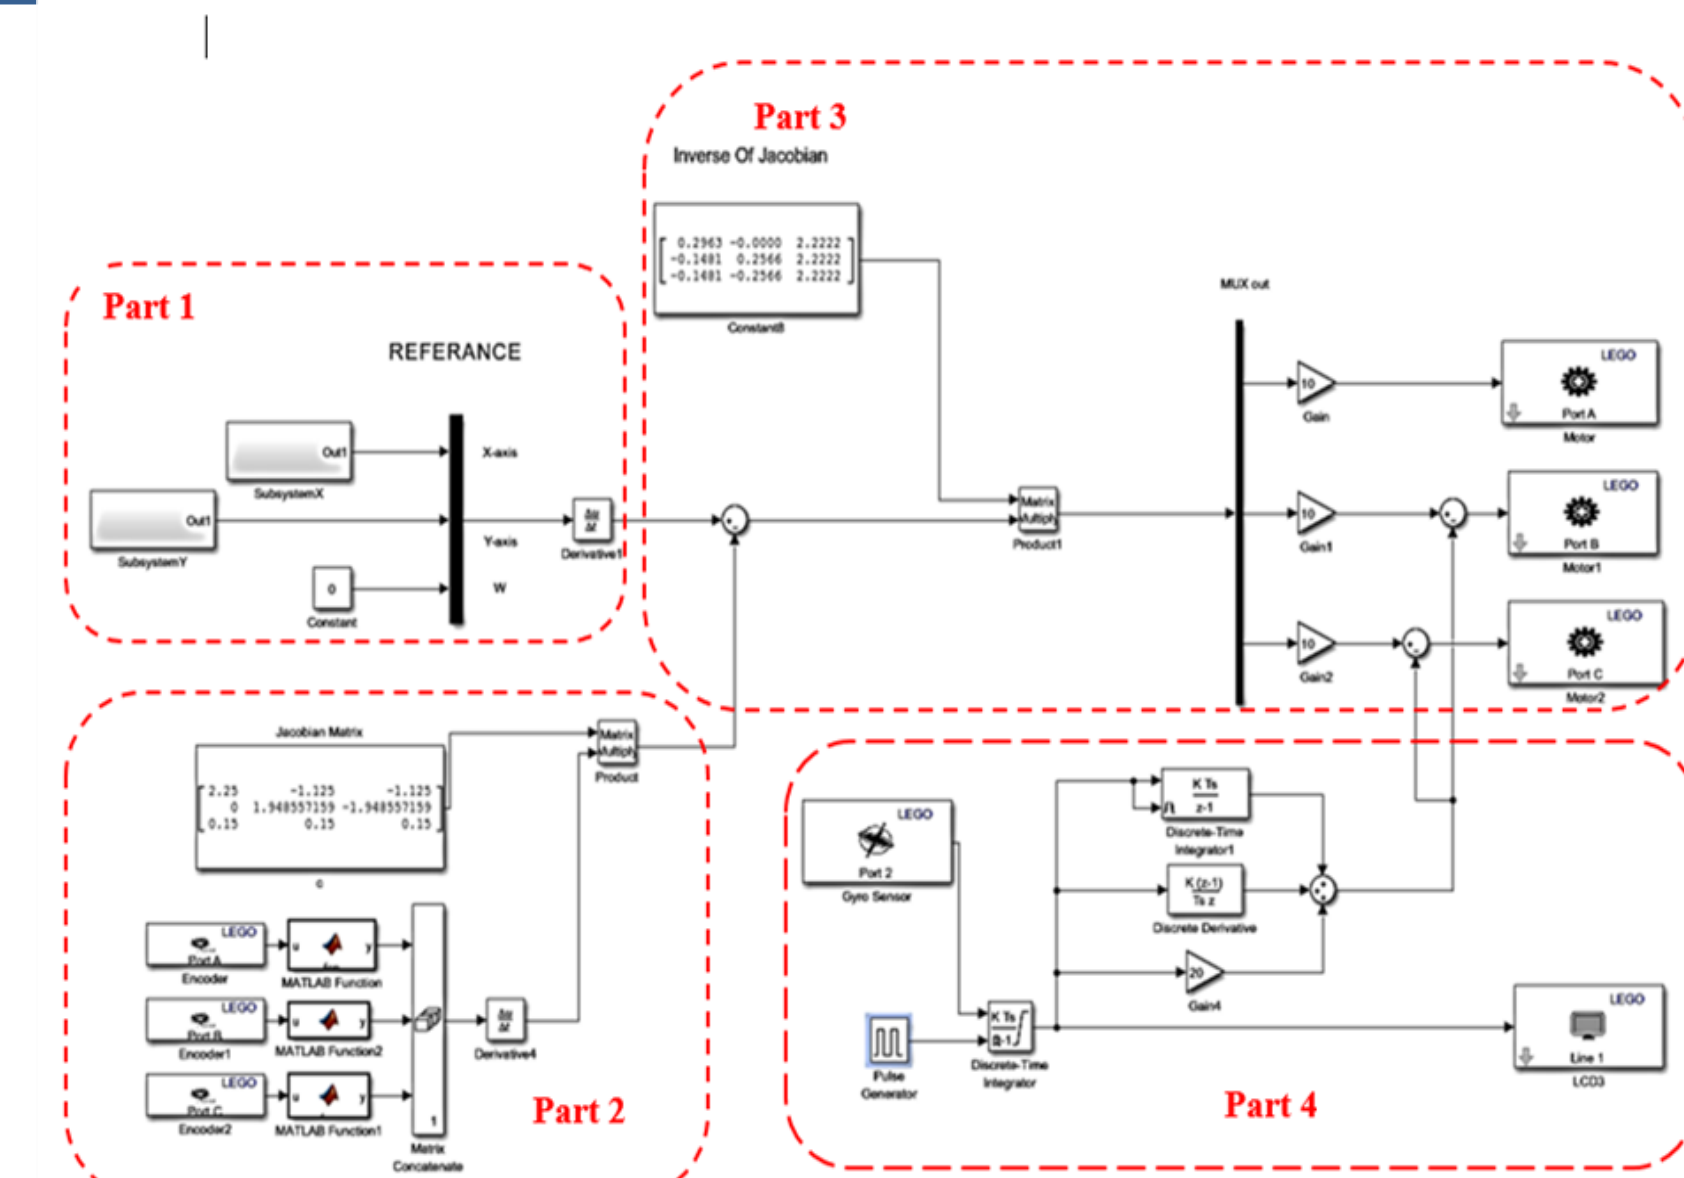 Part 3
Inverse Of Jacobian
0.2963 -0.0000 2.2222
-0.1481 0.2566 2.2222
-0.1481 -0.2566 2.2222
Constant8
Part 1
REFERANCE
Out1
SubsystemX
X-axis
Out1
SubsystemY
Y-axis
Δu
Δt
Derivative1
0
Constant
W
Matrix
Multiply
Product1
MUX out
10
Gain
LEGO
Port A
Motor
10
Gain1
LEGO
Port B
Motor1
10
Gain2
LEGO
Port C
Motor2
Jacobian Matrix
2.25 -1.125 -1.125
0 1.948557159 -1.948557159
0.15 0.15 0.15
Matrix
Multiply
Product
LEGO
Port A
Encoder
u y
MATLAB Function
LEGO
Port B
Encoder1
u y
MATLAB Function2
LEGO
Port C
Encoder2
u y
MATLAB Function1
1
Matrix
Concatenate
Δu
Δt
Derivative4
Part 2
LEGO
Port 2
Gyro Sensor
Pulse
Generator
K Ts
z-1
Discrete-Time
Integrator
K Ts
z-1
Discrete-Time
Integrator1
K (z-1)
Ts z
Discrete Derivative
20
Gain4
LEGO
Line 1
LCD3
Part 4